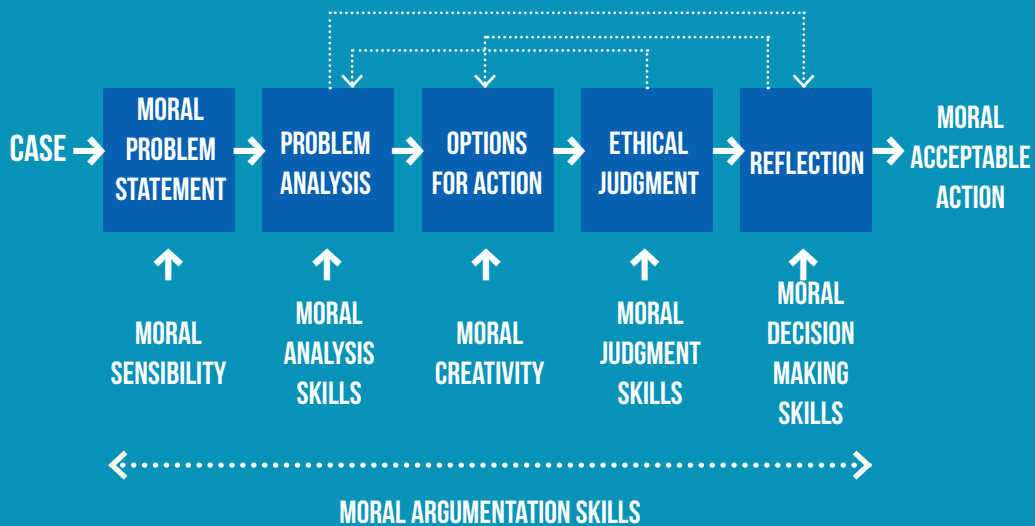 CASE
MORAL
PROBLEM
STATEMENT
PROBLEM
ANALYSIS
OPTIONS
FOR ACTION
ETHICAL
JUDGMENT
REFLECTION
MORAL
ACCEPTABLE
ACTION
MORAL
SENSIBILITY
MORAL
ANALYSIS
SKILLS
MORAL
CREATIVITY
MORAL
JUDGMENT
SKILLS
MORAL
DECISION
MAKING
SKILLS
MORAL ARGUMENTATION SKILLS